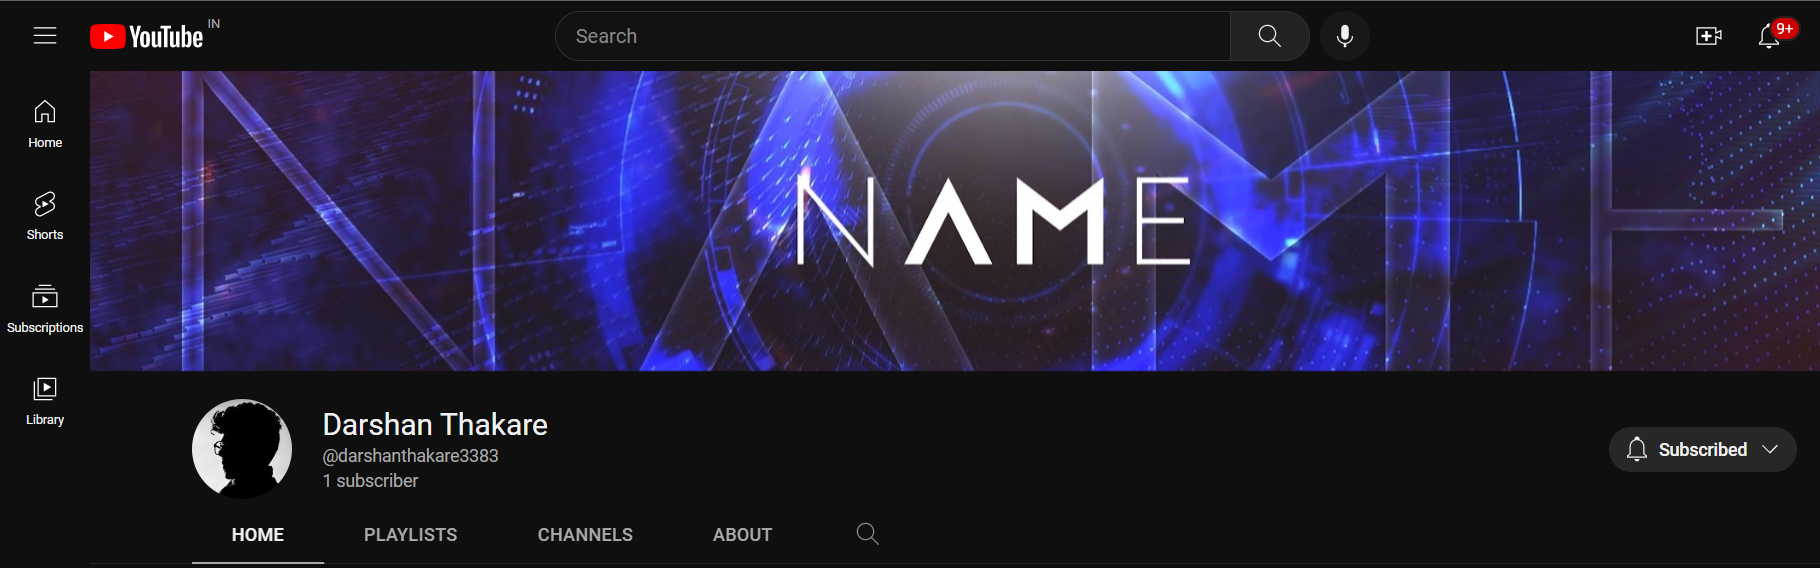 YouTube IN
Search
9+
Home
Shorts
Subscriptions
Library
NAME
Darshan Thakare
@darshanthakare3383
1 subscriber
Subscribed
HOME PLAYLISTS CHANNELS ABOUT